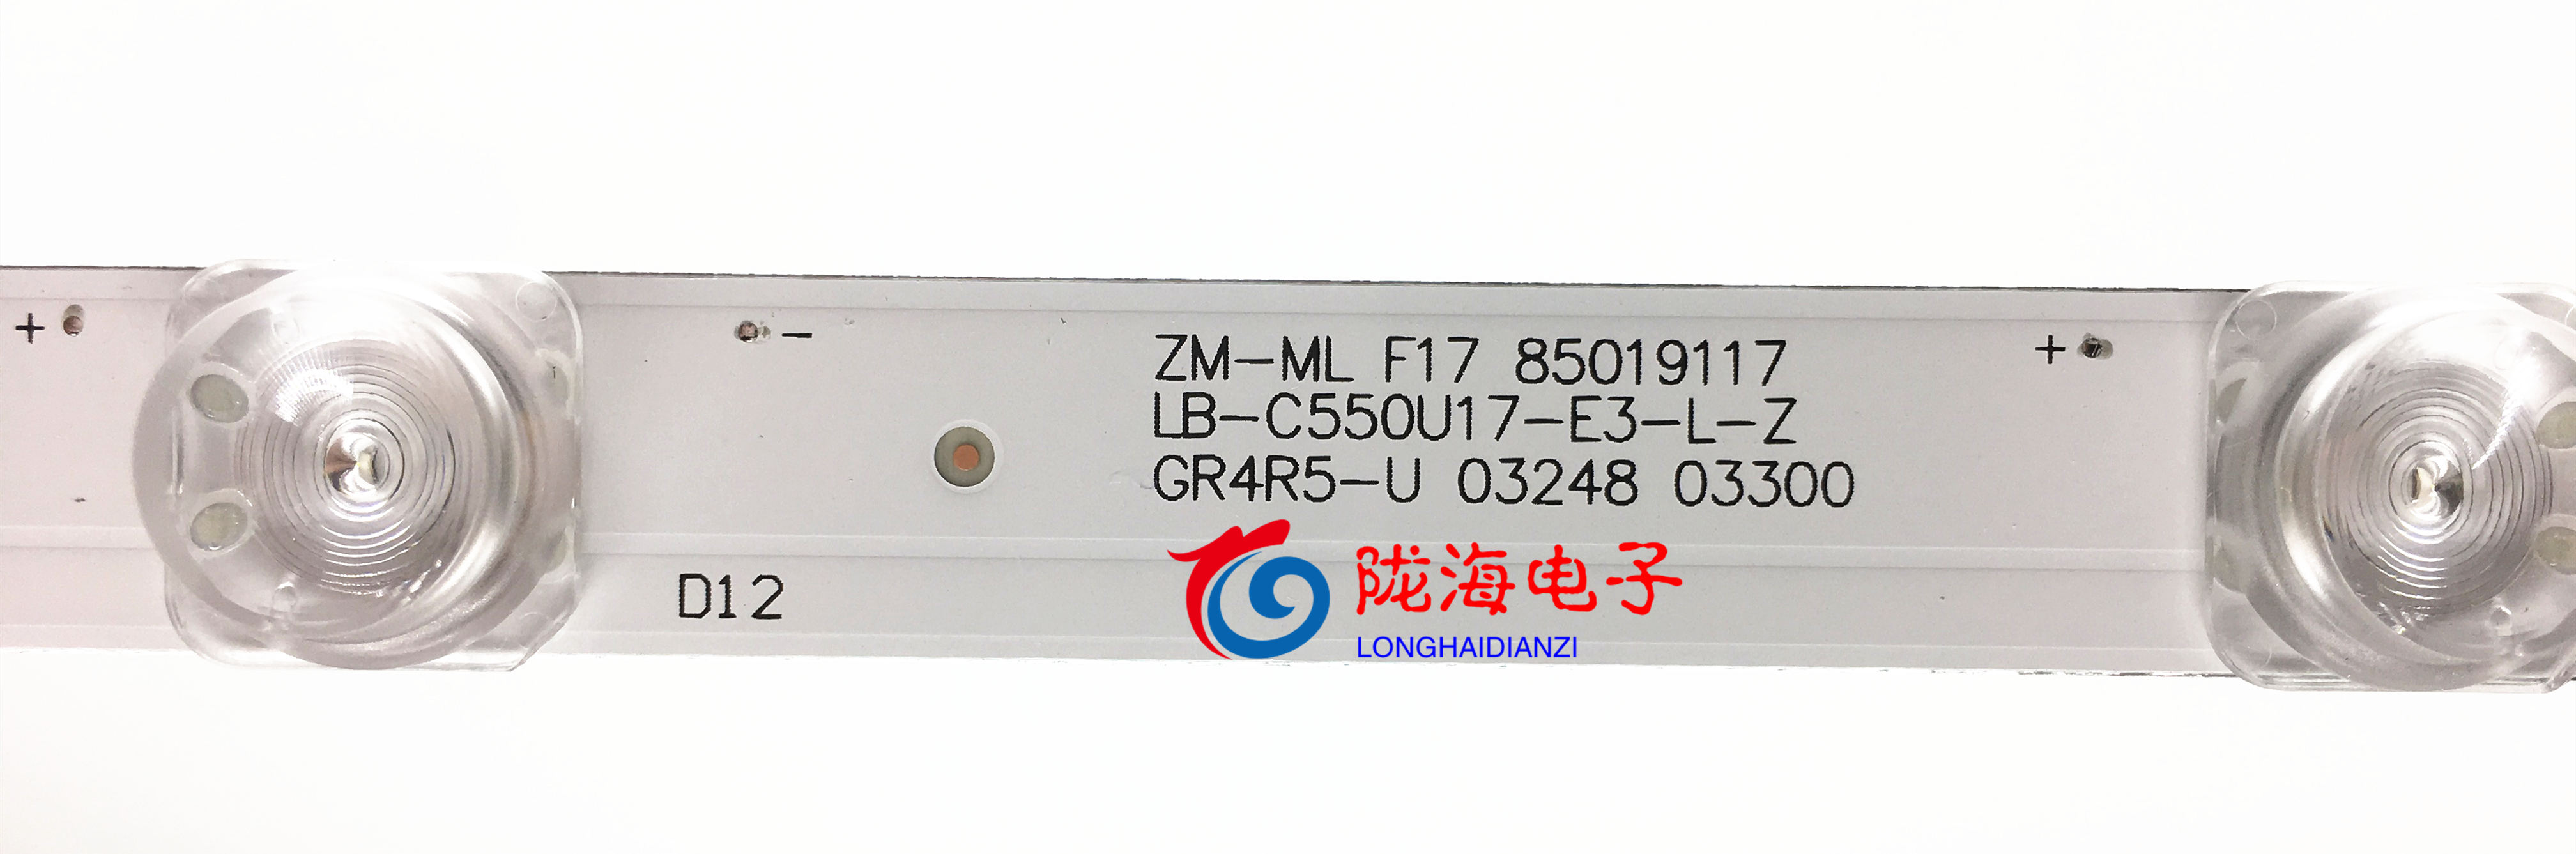 +
-
ZM-ML F17 85019117
+
LB-C550U17-E3-L-Z
GR4R5-U 03248 03300
D12
陇海电子
LONGHAIDIANZI